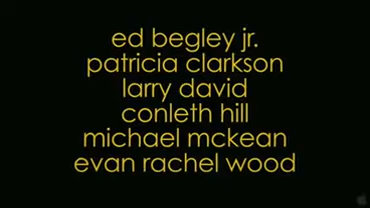 ed begley jr.
patricia clarkson
larry david
conleth hill
michael mckean
evan rachel wood